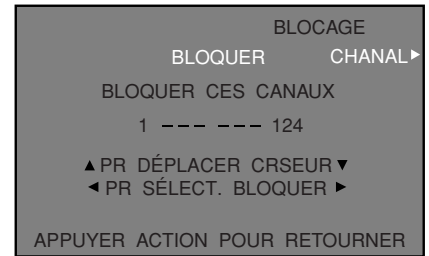 BLOCAGE
BLOQUER CHANAL▶
BLOQUER CES CANAUX
1 --- --- 124
▲PR DÉPLACER CRSEUR▼
◄PR SÉLECT. BLOQUER ►
APPUYER ACTION POUR RETOURNER